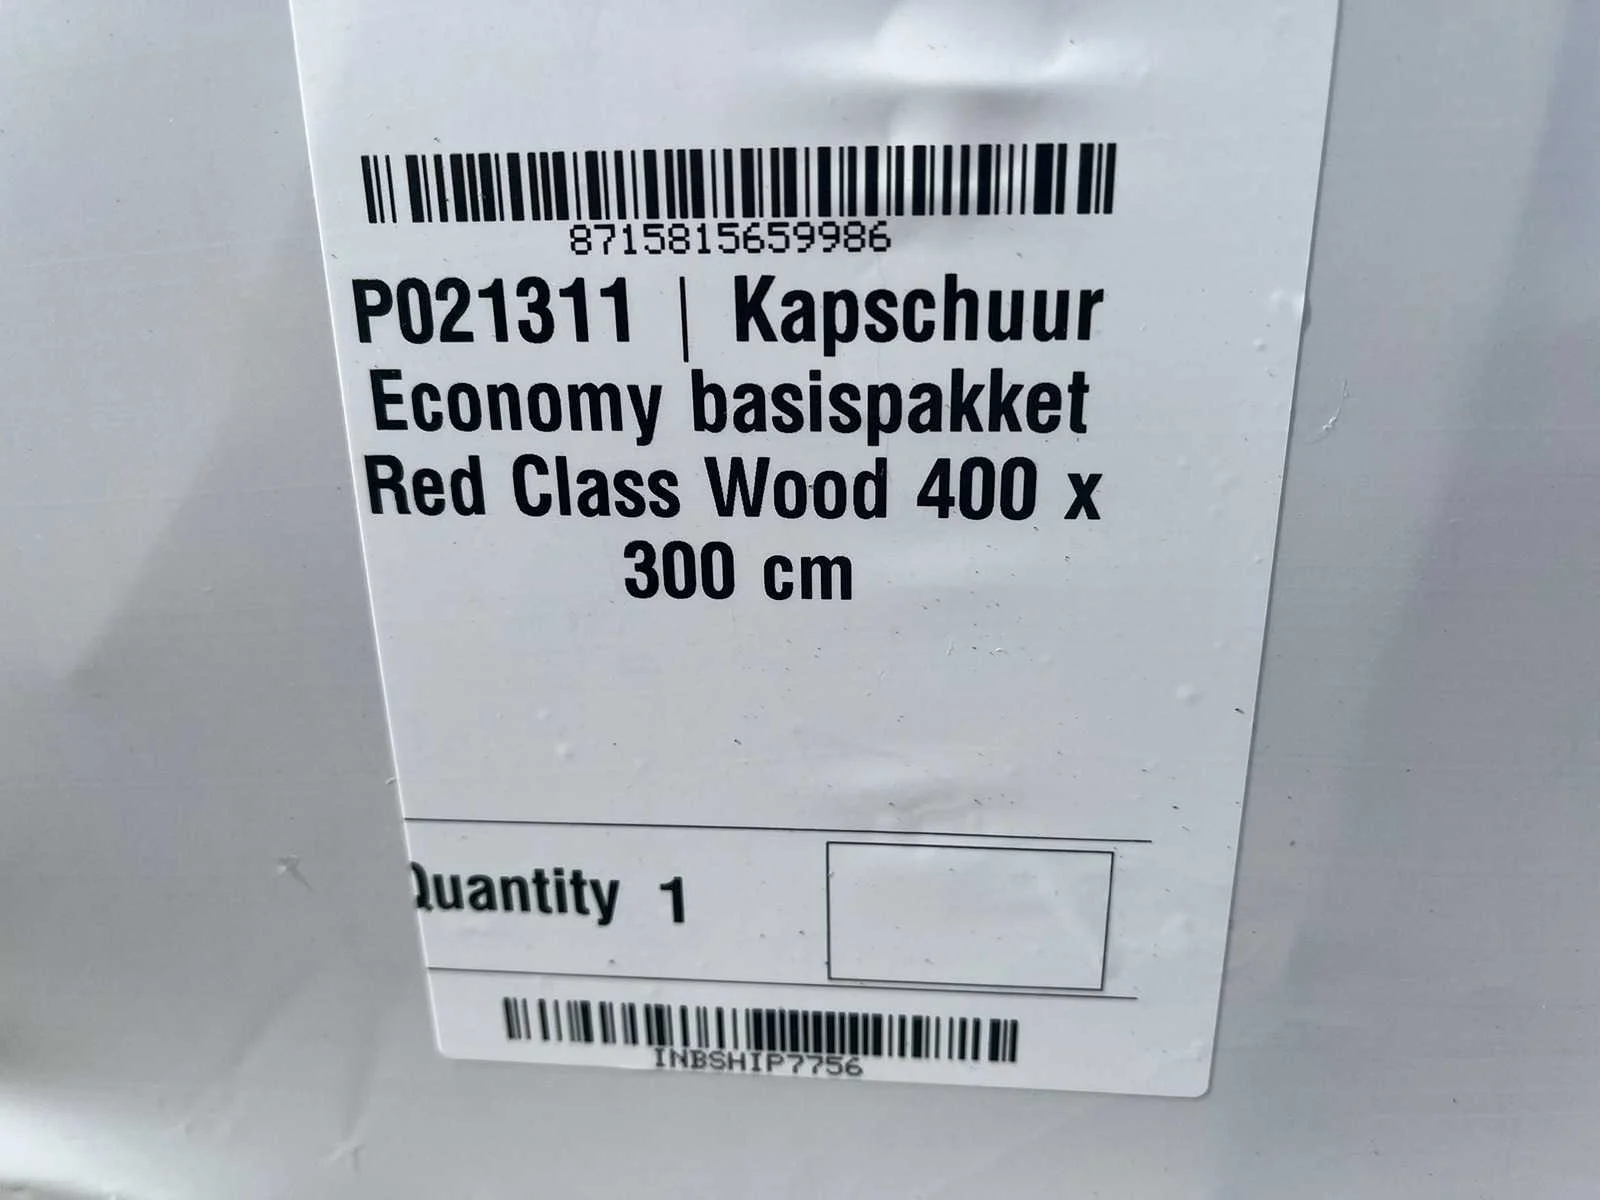 8715815659986
P021311 | Kapschuur
Economy basispakket
Red Class Wood 400 x
300 cm
Quantity 1
INBSHIP7756